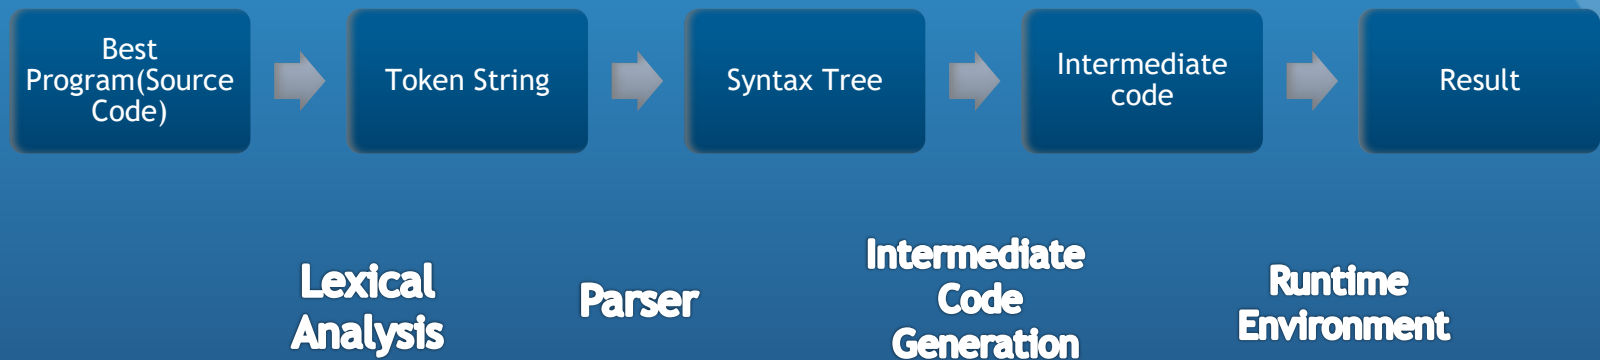 Best
Program(Source
Code)
Token String
Syntax Tree
Intermediate
code
Result
Lexical
Analysis
Parser
Intermediate
Code
Generation
Runtime
Environment